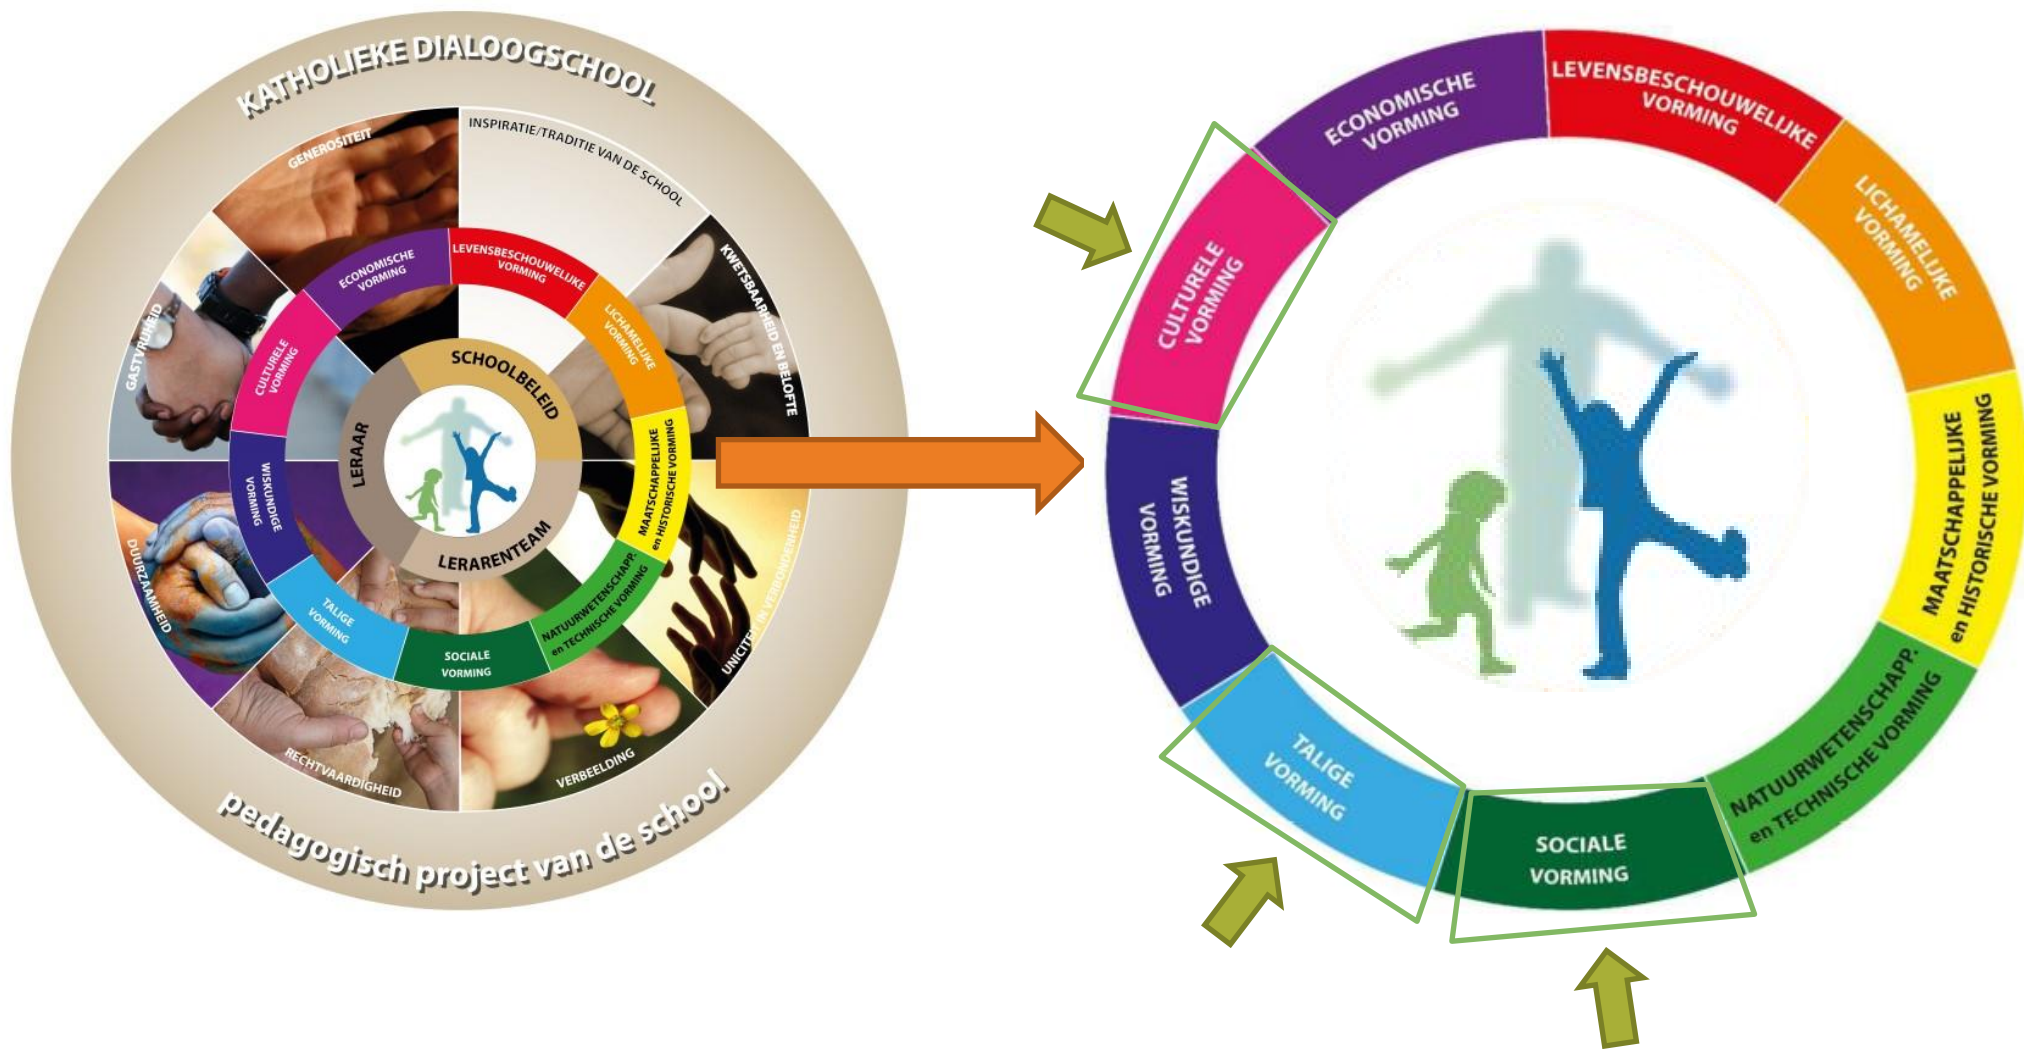 KATHOLIEKE DIALOOGSCHOOL
GENEROSITEIT
INSPIRATIE/TRADITIE VAN DE SCHOOL
KWETSBAARHEID EN BELOFTE
UNICITEIT IN VERBONDENHEID
VERBEELDING
RECHTVAARDIGHEID
DUURZAAMHEID
GASTVRIJHEID
ECONOMISCHE
VORMING
LEVENSBESCHOUWELIJKE
VORMING
LICHAMELIJKE
VORMING
MAATSCHAPPELIJKE
en HISTORISCHE VORMING
NATUURWETENSCHAPP.
en TECHNISCHE VORMING
SOCIALE
VORMING
TALIGE
VORMING
WISKUNDIGE
VORMING
CULTURELE
VORMING
SCHOOLBELEID
LERARENTEAM
LERAAR
pedagogisch project van de school
ECONOMISCHE
VORMING
LEVENSBESCHOUWELIJKE
VORMING
LICHAMELIJKE
VORMING
MAATSCHAPPELIJKE
en HISTORISCHE VORMING
NATUURWETENSCHAPP.
en TECHNISCHE VORMING
SOCIALE
VORMING
TALIGE
VORMING
WISKUNDIGE
VORMING
CULTURELE
VORMING